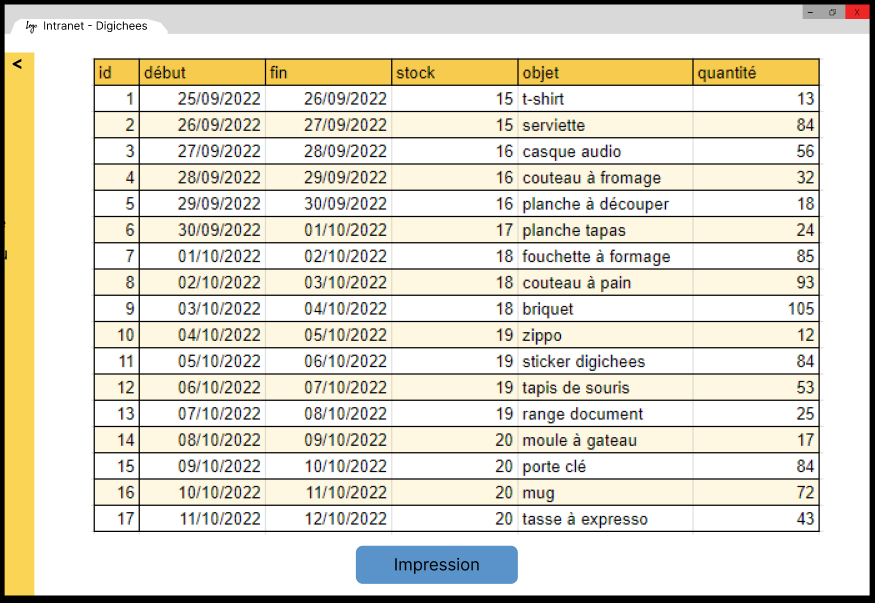 logo Intranet - Digichees
– X
<
id début fin stock objet quantité
1 25/09/2022 26/09/2022 15 t-shirt 13
2 26/09/2022 27/09/2022 15 serviette 84
3 27/09/2022 28/09/2022 16 casque audio 56
4 28/09/2022 29/09/2022 16 couteau à fromage 32
5 29/09/2022 30/09/2022 16 planche à découper 18
6 30/09/2022 01/10/2022 17 planche tapas 24
7 01/10/2022 02/10/2022 18 fouchette à formage 85
8 02/10/2022 03/10/2022 18 couteau à pain 93
9 03/10/2022 04/10/2022 18 briquet 105
10 04/10/2022 05/10/2022 19 zippo 12
11 05/10/2022 06/10/2022 19 sticker digichees 84
12 06/10/2022 07/10/2022 19 tapis de souris 53
13 07/10/2022 08/10/2022 19 range document 25
14 08/10/2022 09/10/2022 20 moule à gateau 17
15 09/10/2022 10/10/2022 20 porte clé 84
16 10/10/2022 11/10/2022 20 mug 72
17 11/10/2022 12/10/2022 20 tasse à expresso 43
Impression